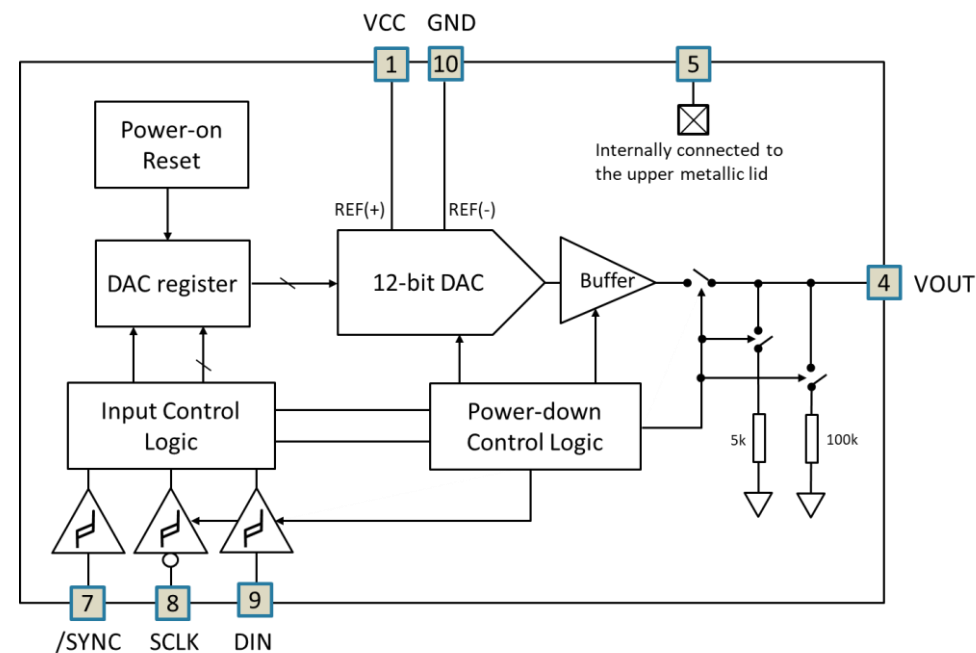 VCC GND
1 10 5
Power-on
Reset
Internally connected to
the upper metallic lid
REF(+) REF(-)
DAC register
12-bit DAC
Buffer
4 VOUT
Input Control
Logic
Power-down
Control Logic
5k 100k
7 8 9
/SYNC SCLK DIN